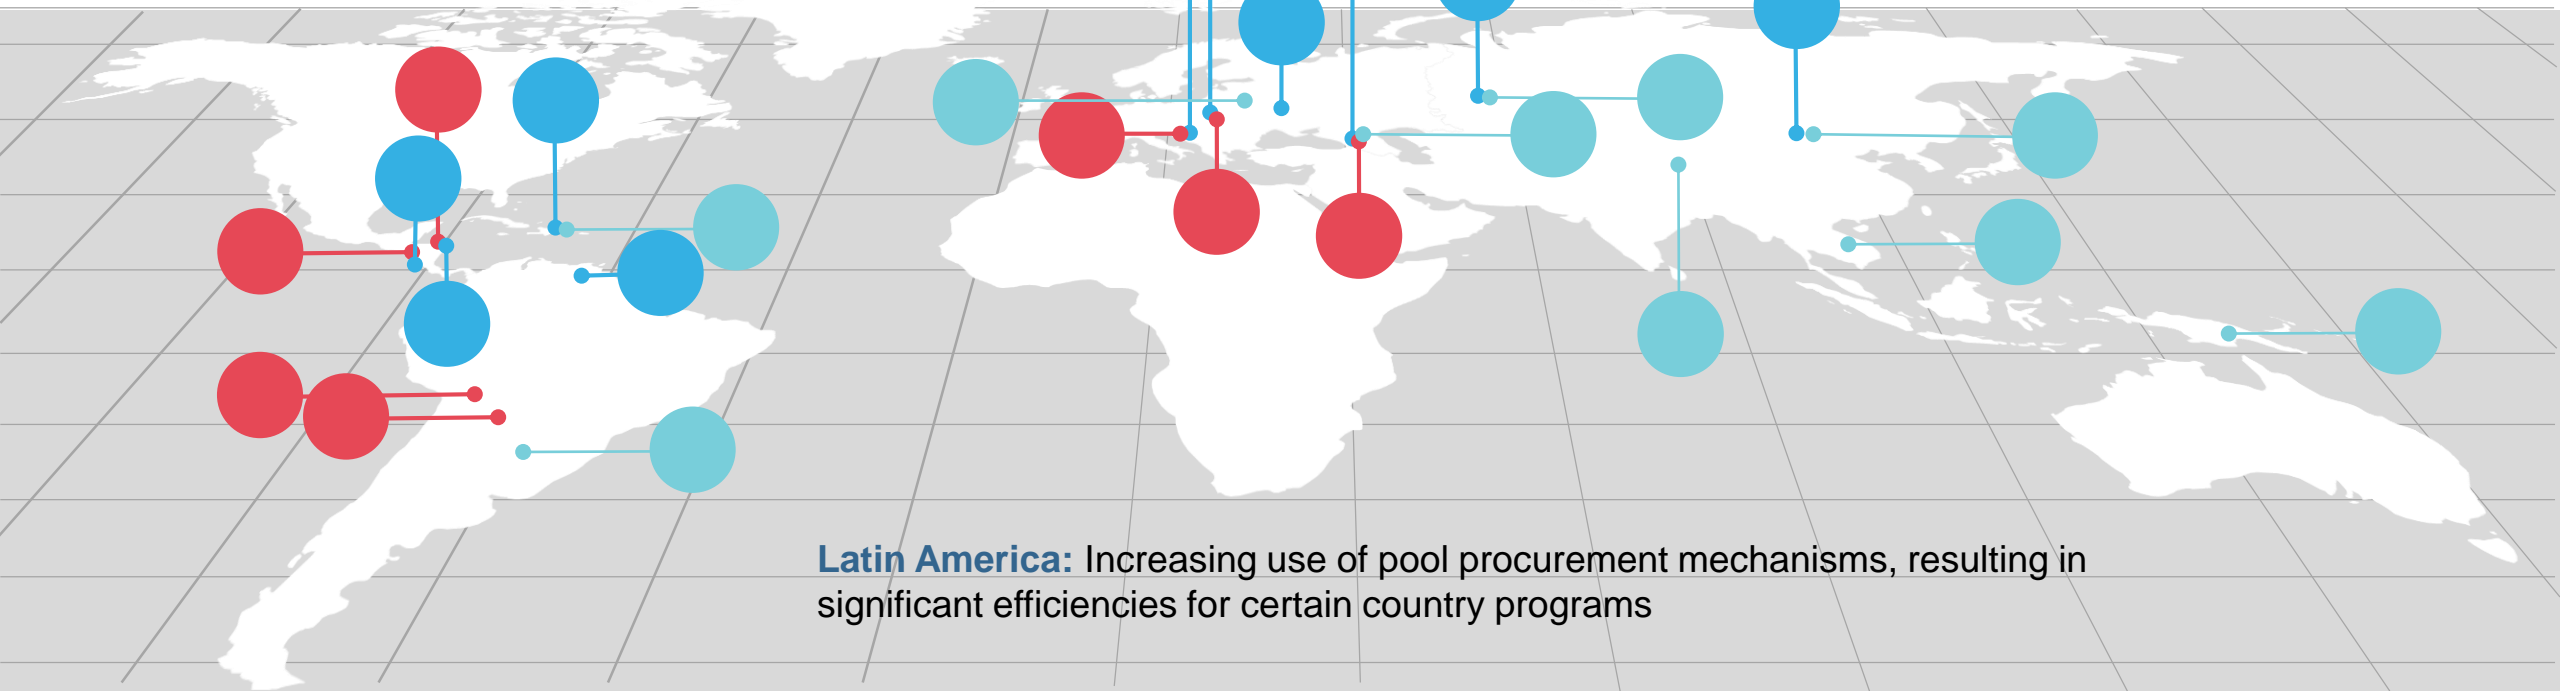 Latin America: Increasing use of pool procurement mechanisms, resulting in
significant efficiencies for certain country programs